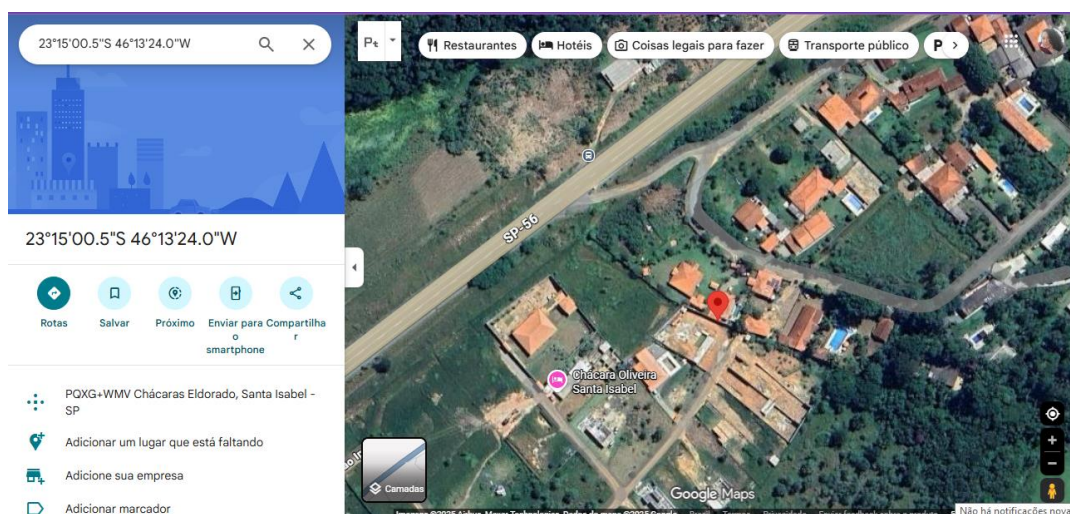 23°15'00.5"S 46°13'24.0"W
Restaurantes
Hotéis
Coisas legais para fazer
Transporte público
P
23°15'00.5"S 46°13'24.0"W
Rotas
Salvar
Próximo
Enviar para
o
smartphone
Compartilha
r
PQXG+WMV Chácaras Eldorado, Santa Isabel -
SP
Adicionar um lugar que está faltando
Adicione sua empresa
Adicionar marcador
SP-56
Chácara Oliveira
Santa Isabel
Camadas
Google Maps
Não há notificações nova